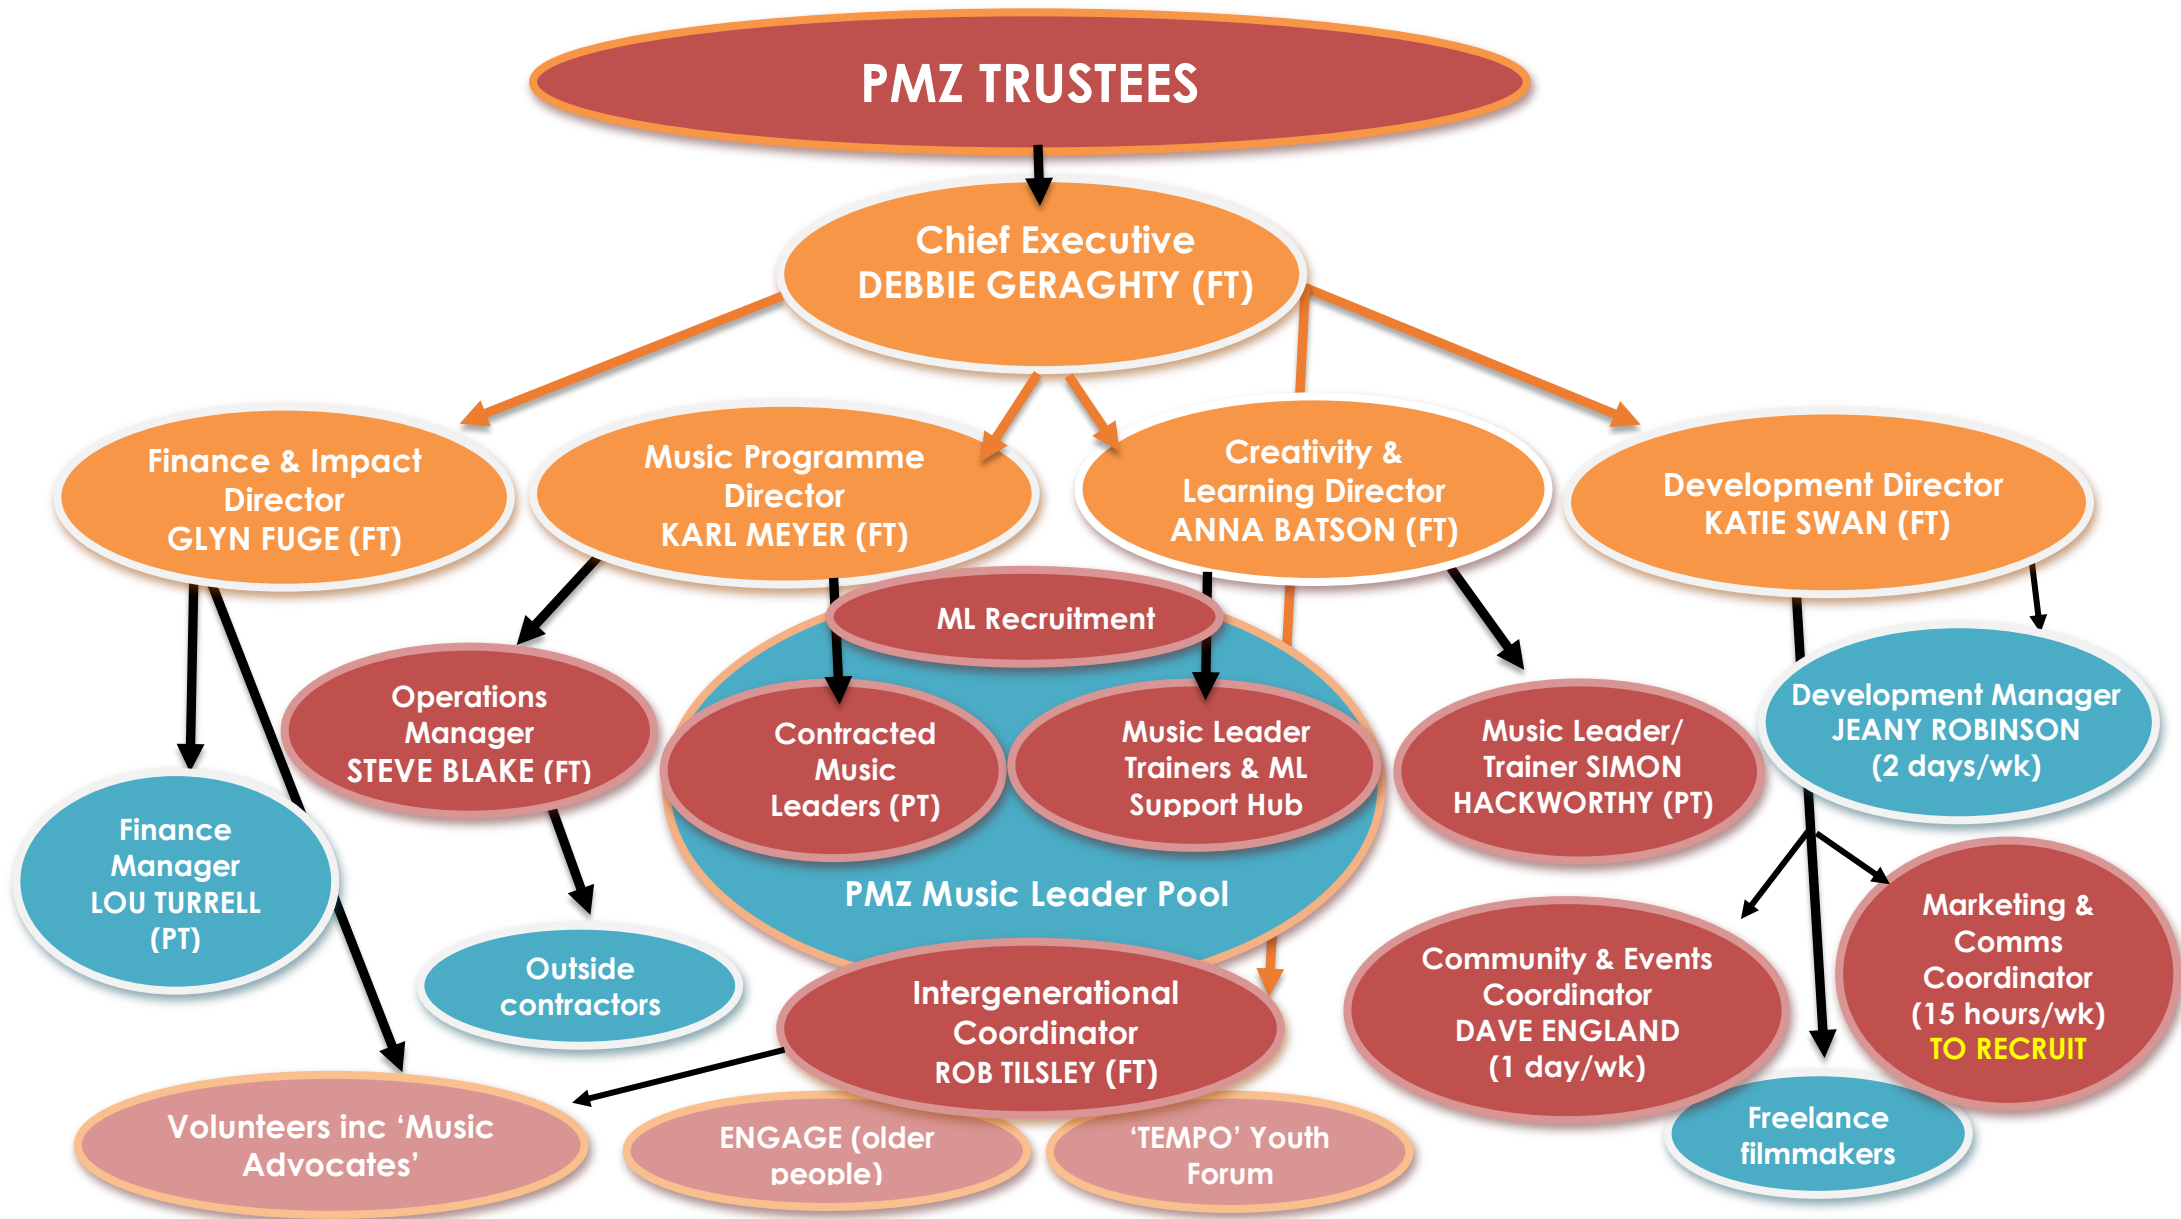 PMZ TRUSTEES
Chief Executive
DEBBIE GERAGHTY (FT)
Finance & Impact
Director
GLYN FUGE (FT)
Music Programme
Director
KARL MEYER (FT)
Creativity &
Learning Director
ANNA BATSON (FT)
Development Director
KATIE SWAN (FT)
ML Recruitment
Operations
Manager
STEVE BLAKE (FT)
Contracted
Music
Leaders (PT)
Music Leader
Trainers & ML
Support Hub
Music Leader/
Trainer SIMON
HACKWORTHY (PT)
Development Manager
JEANY ROBINSON
(2 days/wk)
Finance
Manager
LOU TURRELL
(PT)
PMZ Music Leader Pool
Outside
contractors
Intergenerational
Coordinator
ROB TILSLEY (FT)
Community & Events
Coordinator
DAVE ENGLAND
(1 day/wk)
Marketing &
Comms
Coordinator
(15 hours/wk)
TO RECRUIT
Volunteers inc ‘Music
Advocates’
ENGAGE (older
people)
‘TEMPO’ Youth
Forum
Freelance
filmmakers